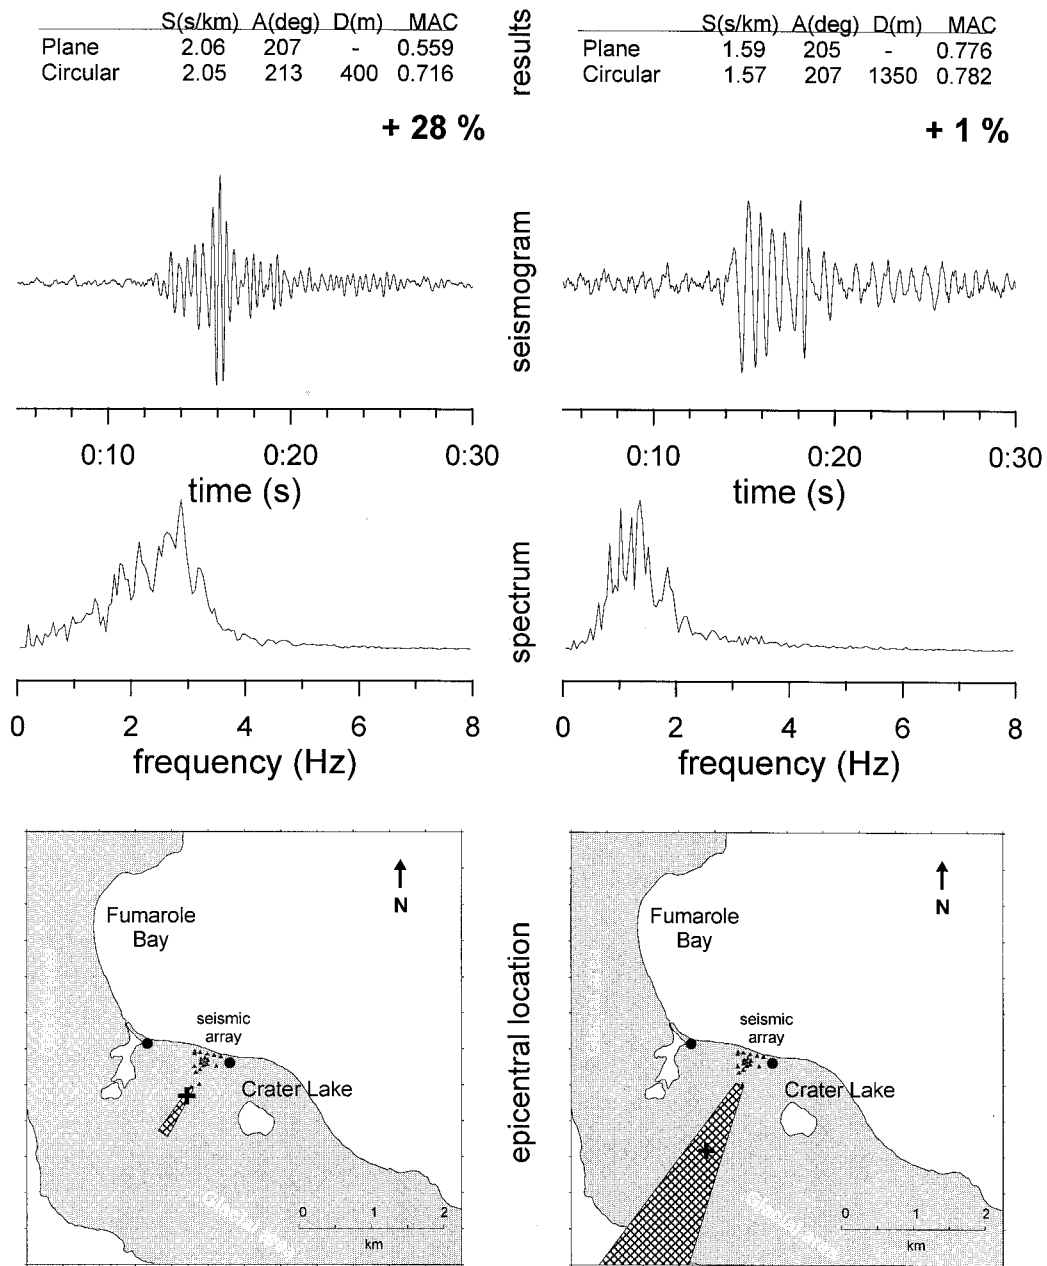 S(s/km) A(deg) D(m) MAC
Plane 2.06 207 - 0.559
Circular 2.05 213 400 0.716
+ 28 %
results
S(s/km) A(deg) D(m) MAC
Plane 1.59 205 - 0.776
Circular 1.57 207 1350 0.782
+ 1 %
seismogram
0:10 0:20 0:30
time (s)
0:10 0:20 0:30
time (s)
spectrum
0 2 4 6 8
frequency (Hz)
0 2 4 6 8
frequency (Hz)
Fumarole
Bay
N
seismic
array
Crater Lake
0 1 2
km
epicentral location
Fumarole
Bay
N
seismic
array
Crater Lake
0 1 2
km